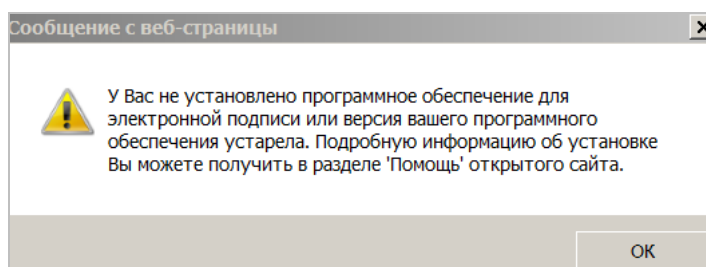 Сообщение с веб-страницы
У Вас не установлено программное обеспечение для
электронной подписи или версия вашего программного
обеспечения устарела. Подробную информацию об установке
Вы можете получить в разделе 'Помощь' открытого сайта.
ОК